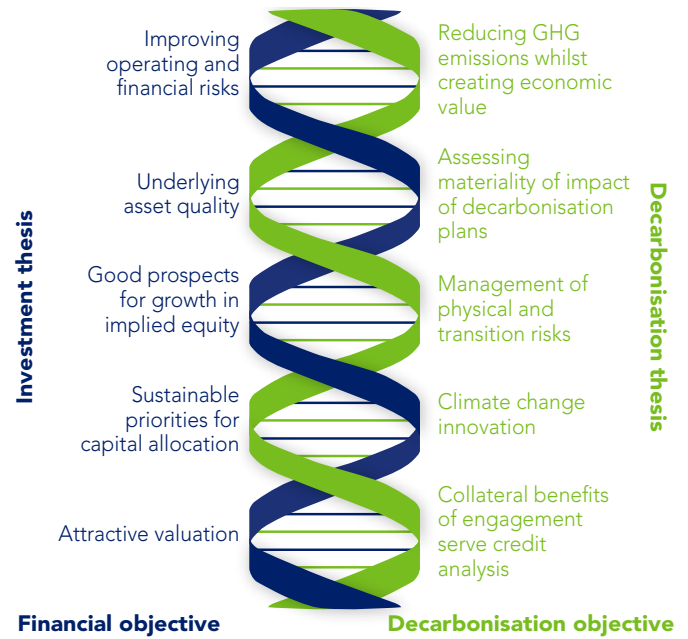 Investment thesis
Improving
operating and
financial risks
Underlying
asset quality
Good prospects
for growth in
implied equity
Sustainable
priorities for
capital allocation
Attractive valuation
Financial objective
Reducing GHG
emissions whilst
creating economic
value
Assessing
materiality of impact
of decarbonisation
plans
Management of
physical and
transition risks
Climate change
innovation
Collateral benefits
of engagement
serve credit
analysis
Decarbonisation thesis
Decarbonisation objective